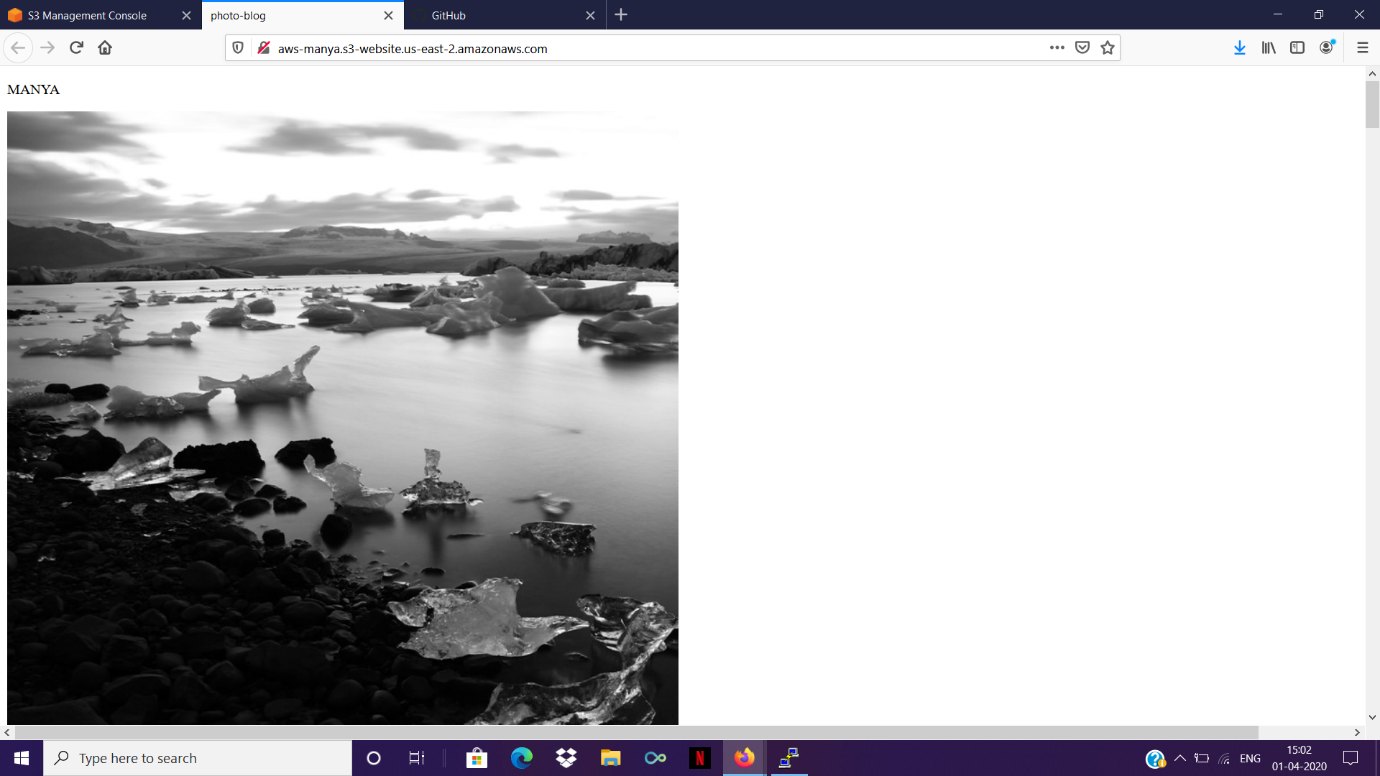 S3 Management Console
photo-blog
GitHub
aws-manya.s3-website.us-east-2.amazonaws.com
MANYA
Type here to search
N
ENG
15:02
01-04-2020